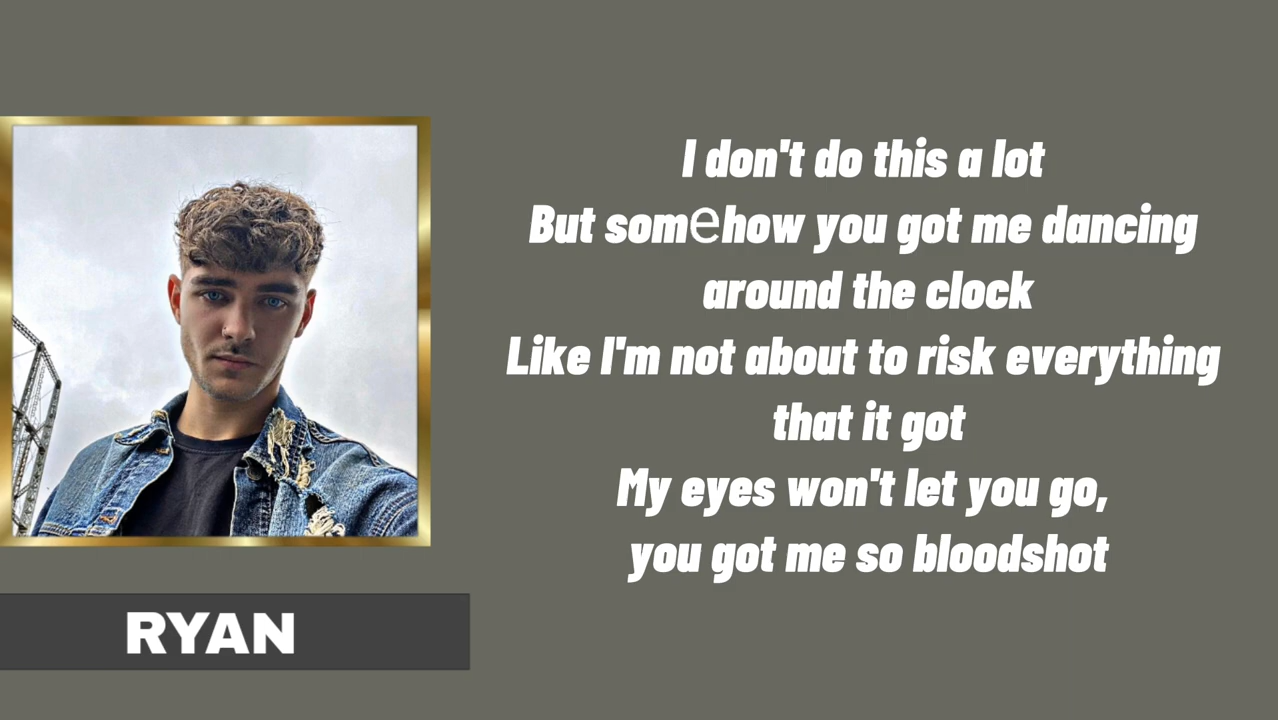 I don't do this a lot
But somehow you got me dancing
around the clock
Like I'm not about to risk everything
that it got
My eyes won't let you go,
you got me so bloodshot
RYAN